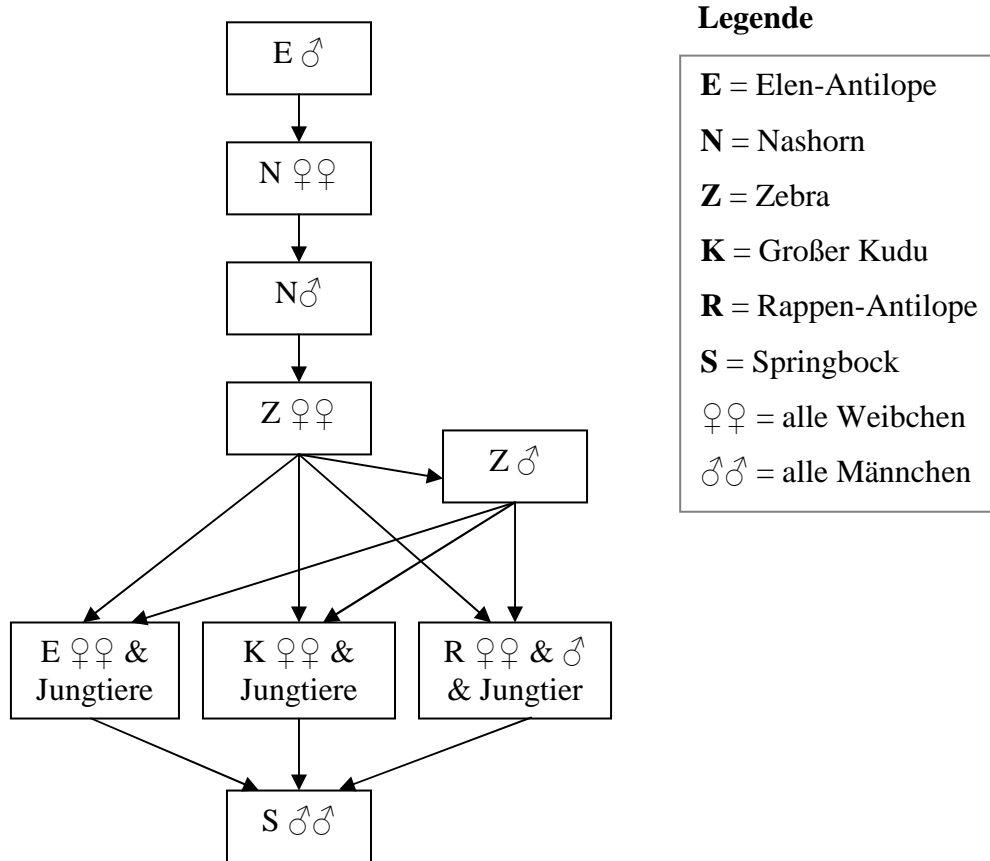 E ♂
N ♀♀
N♂
Z ♀♀
Z ♂
E ♀♀ &
Jungtiere
K ♀♀ &
Jungtiere
R ♀♀ & ♂
& Jungtier
S ♂♂
Legende
E = Elen-Antilope
N = Nashorn
Z = Zebra
K = Großer Kudu
R = Rappen-Antilope
S = Springbock
♀♀ = alle Weibchen
♂♂ = alle Männchen